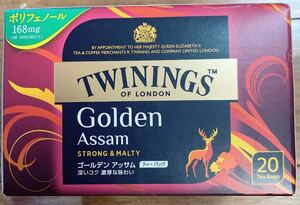 ポリフェノール
168mg
BY APPOINTMENT TO HER MAJESTY QUEEN ELIZABETH II
TEA & COFFEE MERCHANTS R. TWINING AND COMPANY LIMITED LONDON
TWININGS
OF LONDON
Golden
Assam
STRONG & MALTY
ゴールデン アッサム ティーバッグ
深いコク 濃厚な味わい
20
Tea Bags